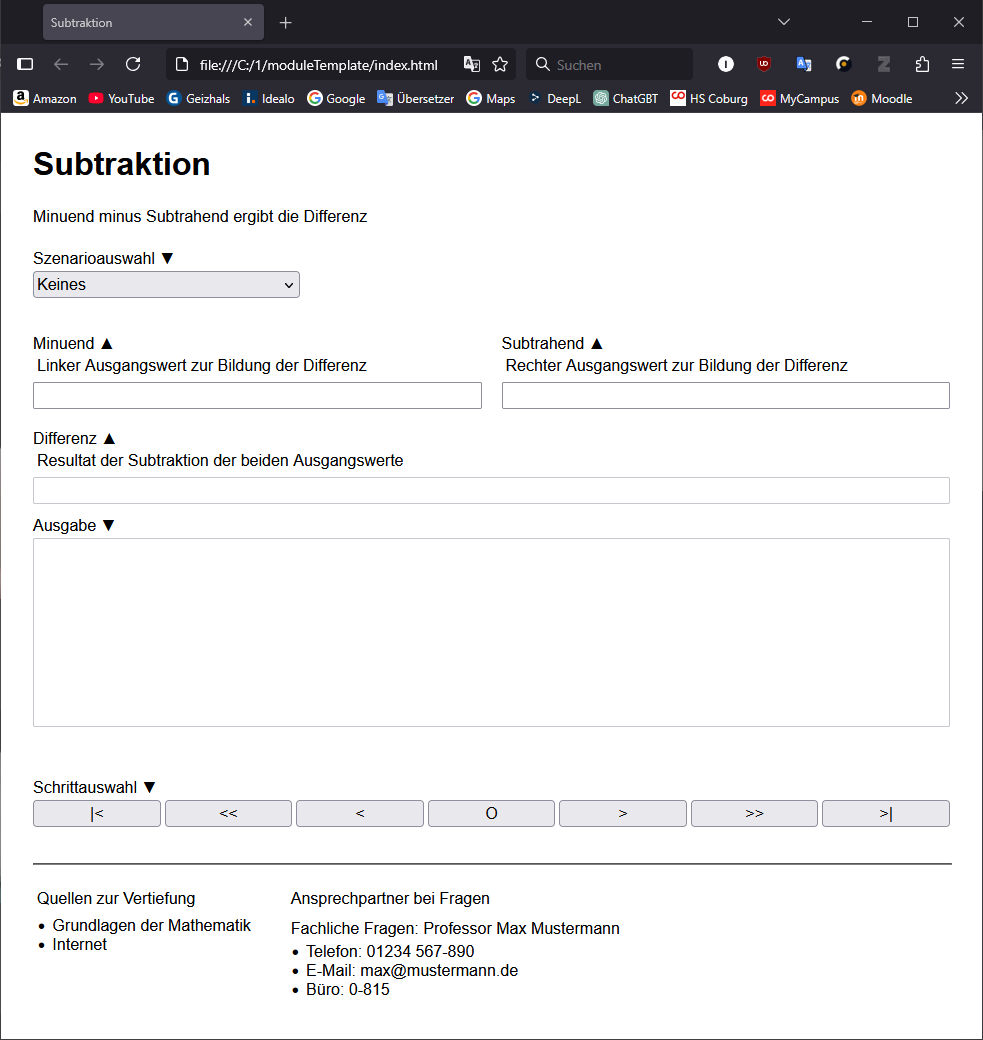 Subtraktion
file:///C:/1/moduleTemplate/index.html
Suchen
Amazon YouTube Geizhals Idealo Google Übersetzer Maps DeepL ChatGBT HS Coburg MyCampus Moodle
Subtraktion
Minuend minus Subtrahend ergibt die Differenz
Szenarioauswahl ▼
Keines
Minuend ▲ Subtrahend ▲
Linker Ausgangswert zur Bildung der Differenz Rechter Ausgangswert zur Bildung der Differenz
Differenz ▲
Resultat der Subtraktion der beiden Ausgangswerte
Ausgabe ▼
Schrittauswahl ▼
|< << < O > >> >|
Quellen zur Vertiefung Ansprechpartner bei Fragen
• Grundlagen der Mathematik
• Internet
Fachliche Fragen: Professor Max Mustermann
• Telefon: 01234 567-890
• E-Mail: max@mustermann.de
• Büro: 0-815